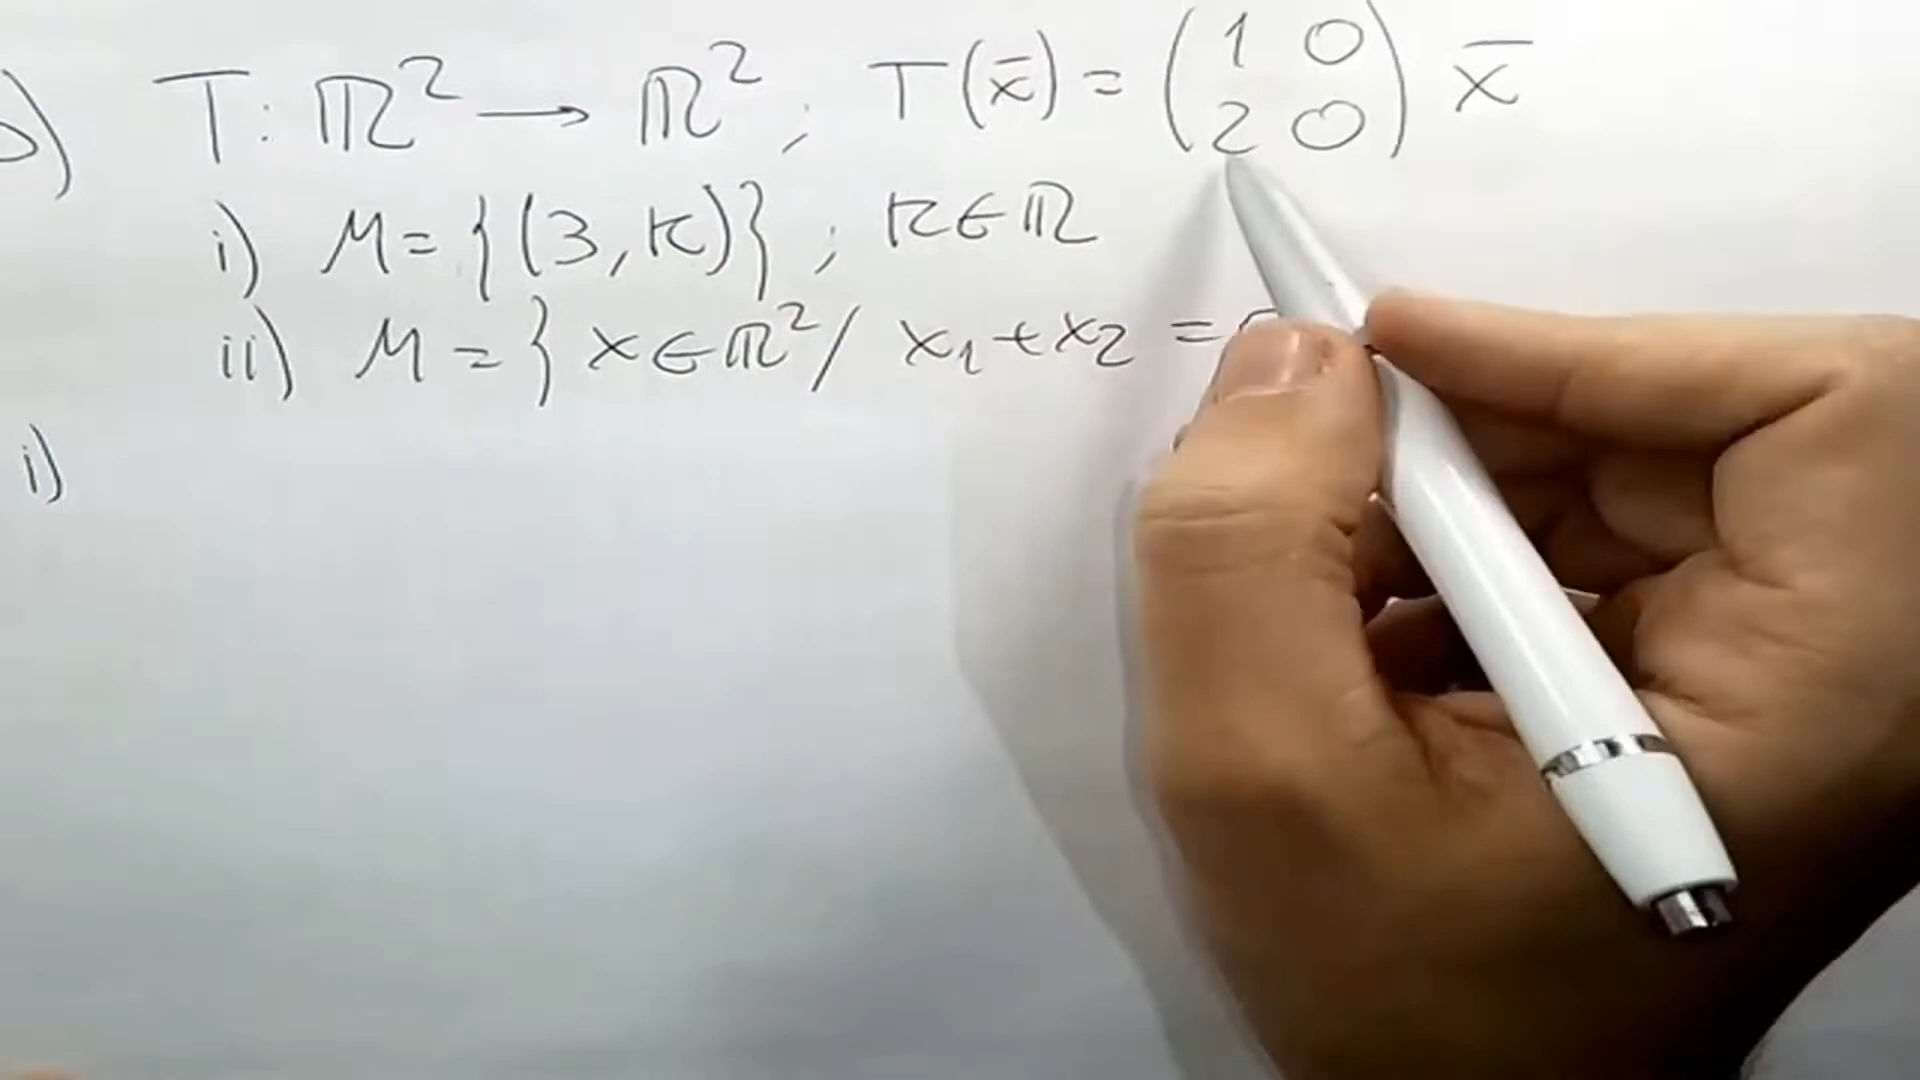 b) T: ℝ² → ℝ² ; T(x̄) = (1 0
2 0) x̄
i) M = {(3, k)} ; k ∈ ℝ
ii) M = { x ∈ ℝ² / x₁ + x₂ =
i)